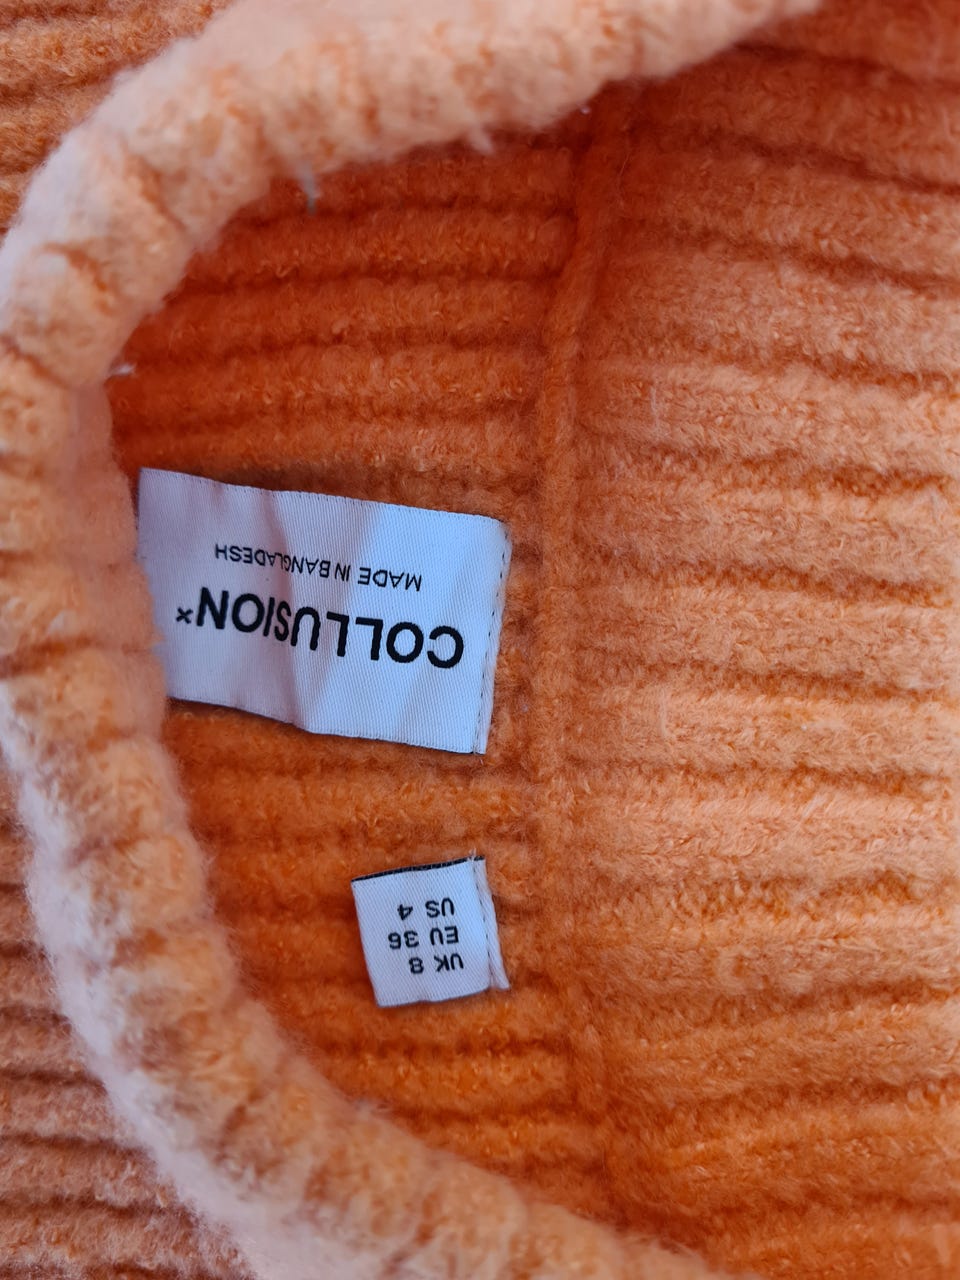 COLLUSION×
MADE IN BANGLADESH
UK 8
EU 36
US 4